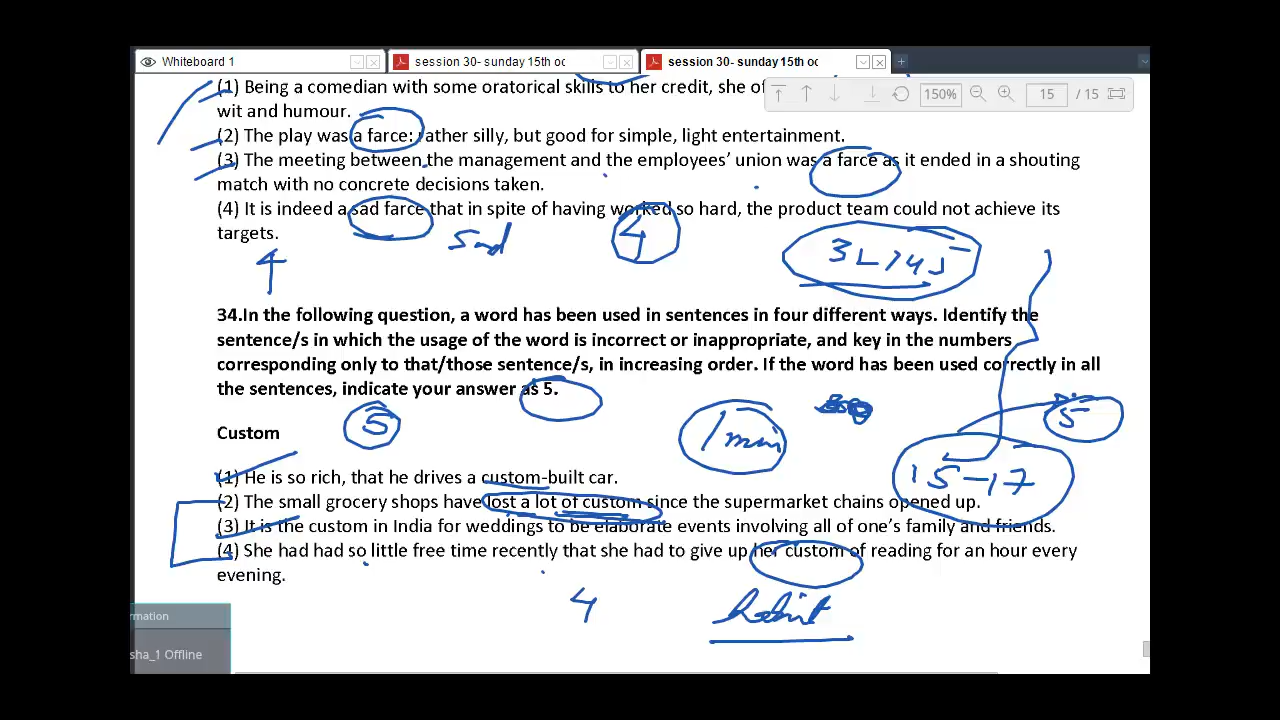 Whiteboard 1
session 30- sunday 15th oc
session 30- sunday 15th oc
150%
15 / 15
(1) Being a comedian with some oratorical skills to her credit, she of
wit and humour.
(2) The play was a farce: rather silly, but good for simple, light entertainment.
(3) The meeting between the management and the employees’ union was a farce as it ended in a shouting
match with no concrete decisions taken.
(4) It is indeed a sad farce that in spite of having worked so hard, the product team could not achieve its
targets.
Sad
4
4
34.In the following question, a word has been used in sentences in four different ways. Identify the
sentence/s in which the usage of the word is incorrect or inappropriate, and key in the numbers
corresponding only to that/those sentence/s, in increasing order. If the word has been used correctly in all
the sentences, indicate your answer as 5.
5
1 min
5
Custom
15-17
(1) He is so rich, that he drives a custom-built car.
(2) The small grocery shops have lost a lot of custom since the supermarket chains opened up.
(3) It is the custom in India for weddings to be elaborate events involving all of one’s family and friends.
(4) She had had so little free time recently that she had to give up her custom of reading for an hour every
evening.
4
habit
rmation
sha_1 Offline